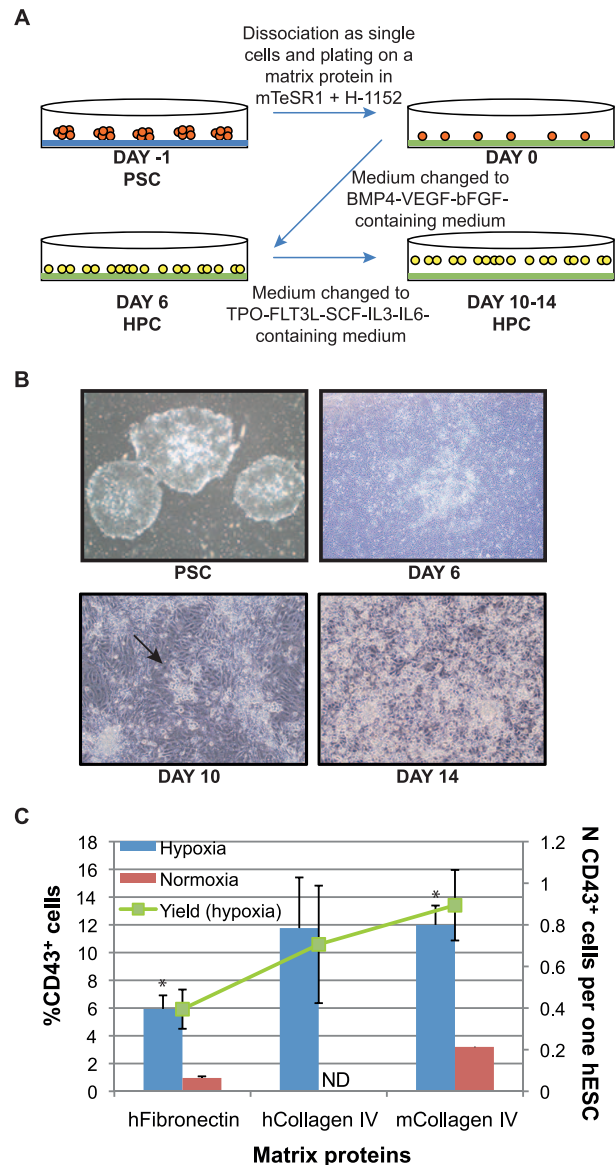 A
Dissociation as single
cells and plating on a
matrix protein in
mTeSR1 + H-1152
DAY -1
PSC
DAY 0
Medium changed to
BMP4-VEGF-bFGF-
containing medium
DAY 6
HPC
Medium changed to
TPO-FLT3L-SCF-IL3-IL6-
containing medium
DAY 10-14
HPC
B
PSC
DAY 6
DAY 10
DAY 14
C
Hypoxia
Normoxia
Yield (hypoxia)
%CD43+ cells
18
16
14
12
10
8
6
4
2
0
*
ND
*
1.2
1
0.8
0.6
0.4
0.2
0
N CD43+ cells per one hESC
hFibronectin
hCollagen IV
mCollagen IV
Matrix proteins